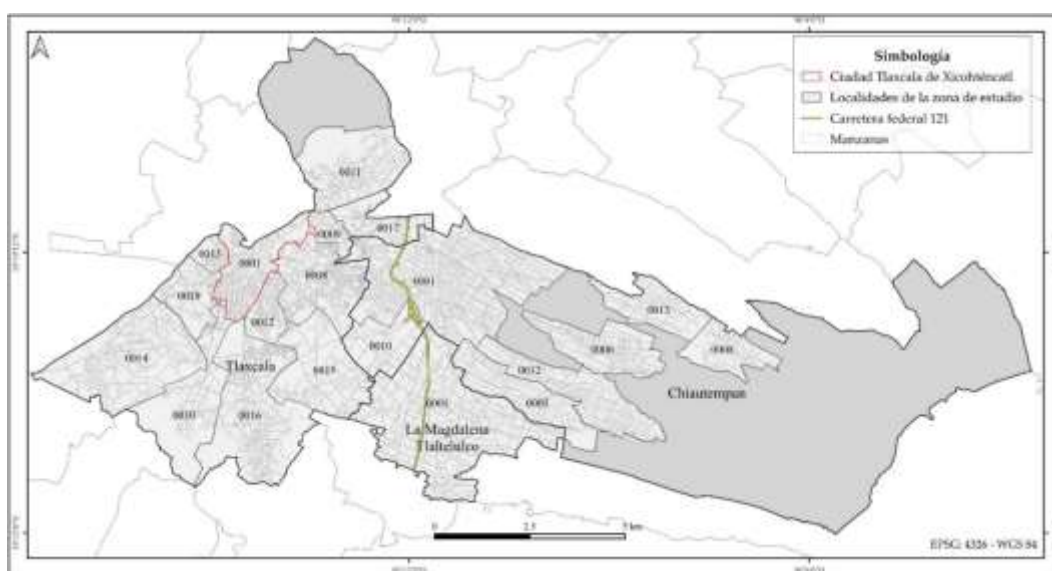 Simbología
Ciudad Tlaxcala de Xicohténcatl
Localidades de la zona de estudio
Carretera federal 121
Manzanas
0011
0017
0009
0013
0001
0008
0001
0019
0013
0012
0010
0006
0008
0014
Tlaxcala
0015
0012
Chiautempan
0010
0016
0001
La Magdalena
Tlaltelulco
0
2.5
5 km
EPSG: 4326 - WGS 84